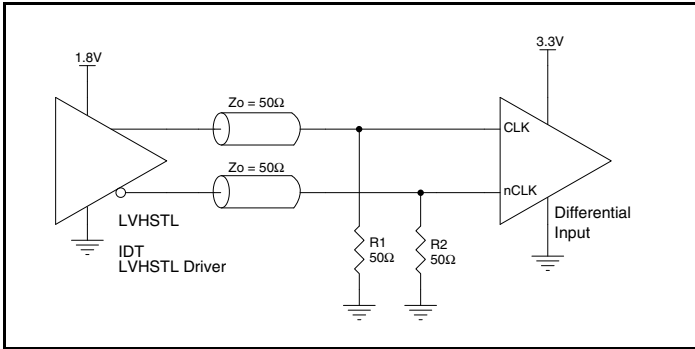 1.8V
3.3V
Zo = 50Ω
CLK
Zo = 50Ω
nCLK
LVHSTL
IDT
LVHSTL Driver
R1
50Ω
R2
50Ω
Differential
Input